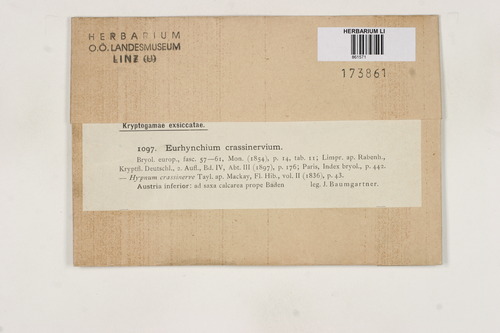 HERBARIUM
O.Ö. LANDESMUSEUM
LINZ (U)
HERBARIUM LI
801571
173861
Kryptogamae exsiccatae.
1097. Eurhynchium crassinervium.
Bryol. europ., fasc. 57—61, Mon. (1854), p. 14, tab. 11; Limpr. ap. Rabenh.,
Kryptfl. Deutschl., 2. Aufl., Bd. IV, Abt. III (1897), p. 176; Paris, Index bryol., p. 442.
— Hypnum crassinerve Tayl. ap. Mackay, Fl. Hib., vol. II (1836), p. 43.
Austria inferior: ad saxa calcarea prope Baden leg. J. Baumgartner.